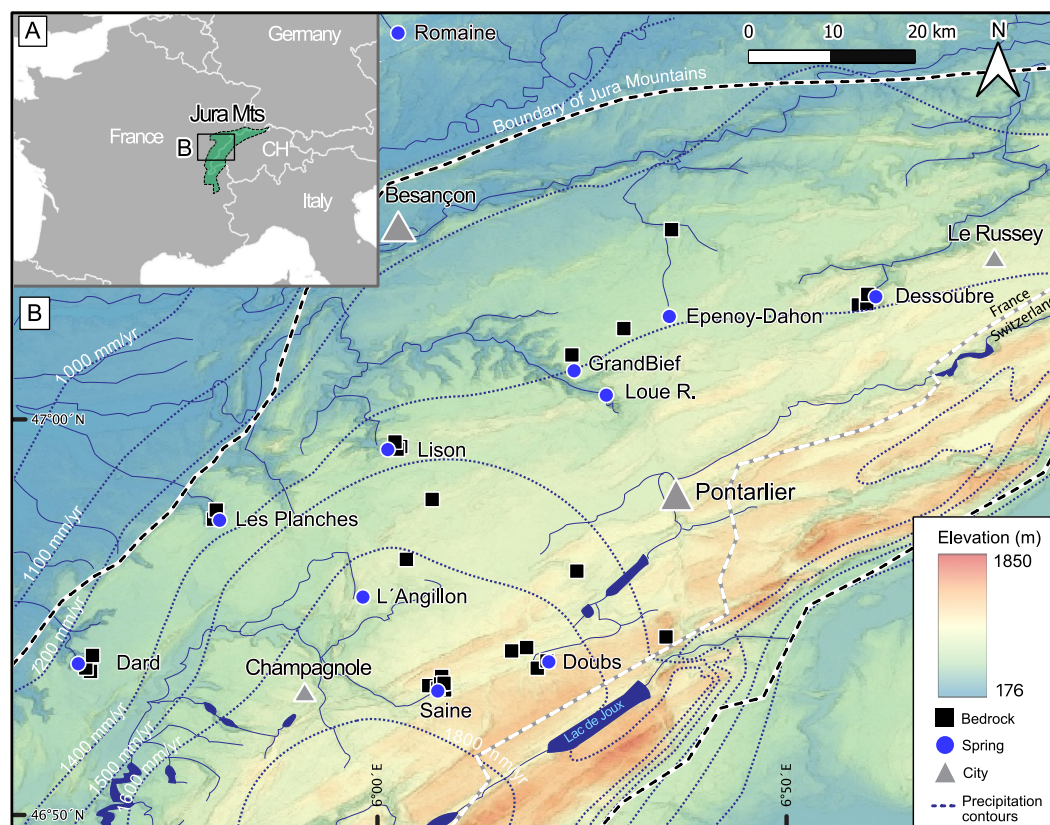 A
Germany
Jura Mts
France
B
CH
Italy
Romaine
0
10
20 km
N
Boundary of Jura Mountains
Besançon
Le Russey
B
Dessoubre
France
Switzerland
Epenoy-Dahon
GrandBief
Loue R.
1000 mm/yr
47°00´N
Lison
Pontarlier
Les Planches
1100 mm/yr
L´Angillon
1200 mm/yr
Dard
Champagnole
Doubs
Saine
Lac de Joux
1800 mm/yr
1400 mm/yr
1500 mm/yr
1600 mm/yr
46°50´N
6°00´E
6°50´E
Elevation (m)
1850
176
Bedrock
Spring
City
Precipitation
contours